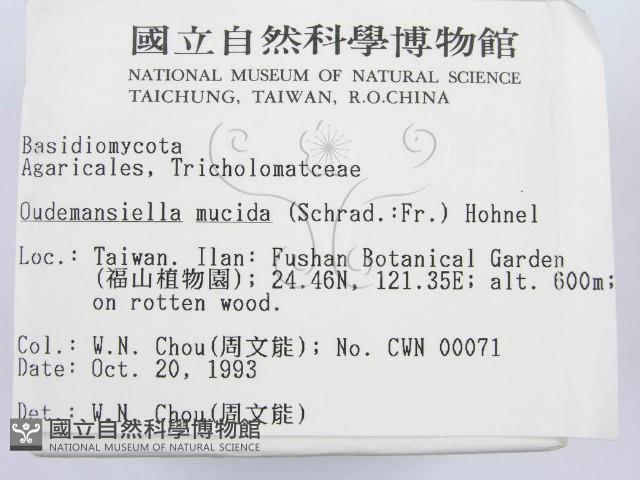 國立自然科學博物館
NATIONAL MUSEUM OF NATURAL SCIENCE
TAICHUNG, TAIWAN, R.O.CHINA
Basidiomycota
Agaricales, Tricholomatceae
Oudemansiella mucida (Schrad.:Fr.) Hohnel
Loc.: Taiwan. Ilan: Fushan Botanical Garden
(福山植物園); 24.46N, 121.35E; alt. 600m;
on rotten wood.
Col.: W.N. Chou(周文能); No. CWN 00071
Date: Oct. 20, 1993
Det.: W.N. Chou(周文能)
國立自然科學博物館
NATIONAL MUSEUM OF NATURAL SCIENCE